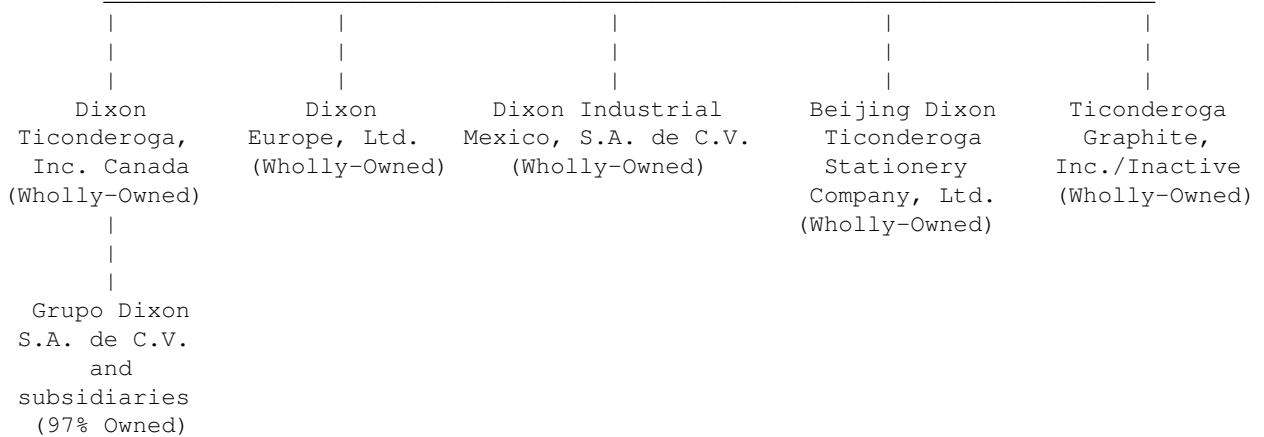 Dixon Dixon Dixon Industrial Beijing Dixon Ticonderoga
Ticonderoga, Europe, Ltd. Mexico, S.A. de C.V. Ticonderoga Graphite,
Inc. Canada (Wholly-Owned) (Wholly-Owned) Stationery Inc./Inactive
(Wholly-Owned) Company, Ltd. (Wholly-Owned)
(Wholly-Owned)
Grupo Dixon
S.A. de C.V.
and
subsidiaries
(97% Owned)